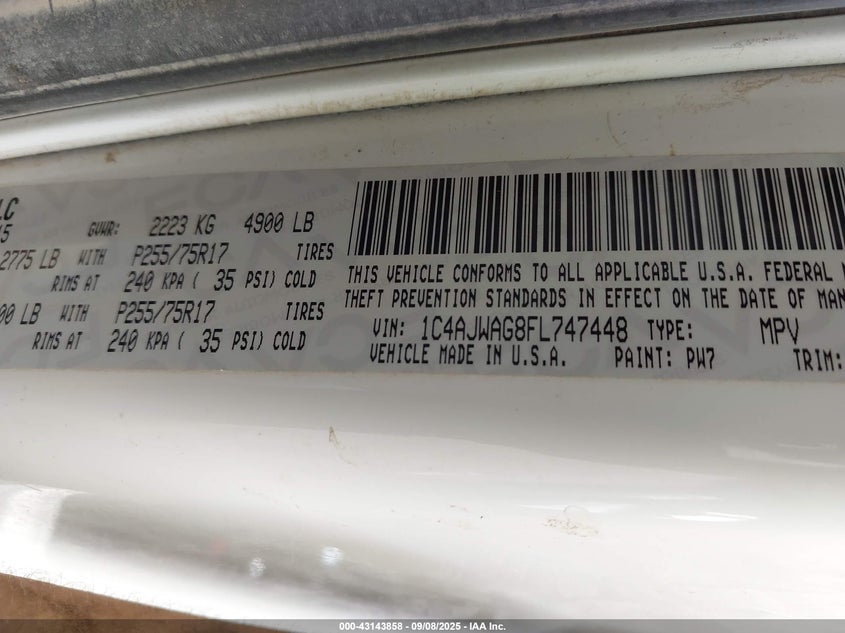 LC
15 GVWR: 2223 KG 4900 LB
2775 LB WITH P255/75R17 TIRES
RIMS AT 240 KPA ( 35 PSI) COLD
00 LB WITH P255/75R17 TIRES
RIMS AT 240 KPA ( 35 PSI) COLD
THIS VEHICLE CONFORMS TO ALL APPLICABLE U.S.A. FEDERAL M
THEFT PREVENTION STANDARDS IN EFFECT ON THE DATE OF MAN
VIN: 1C4AJWAG8FL747448 TYPE: MPV
VEHICLE MADE IN U.S.A. PAINT: PW7 TRIM:
000-43143858 - 09/08/2025 - IAA Inc.